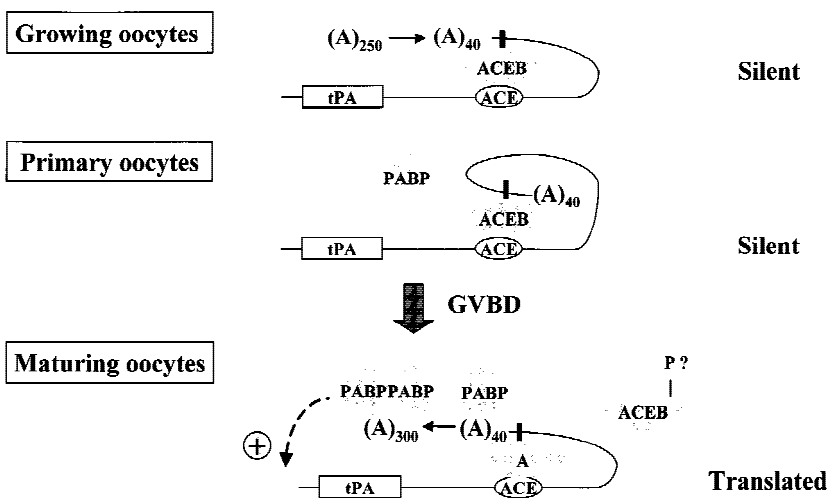 Growing oocytes
(A)250 (A)40
ACEB
Silent
tPA ACE
Primary oocytes
PABP
(A)40
ACEB
tPA ACE
Silent
GVBD
Maturing oocytes
P ?
PABPPABP PABP
ACEB
(A)300 (A)40
+
A
tPA ACE
Translated